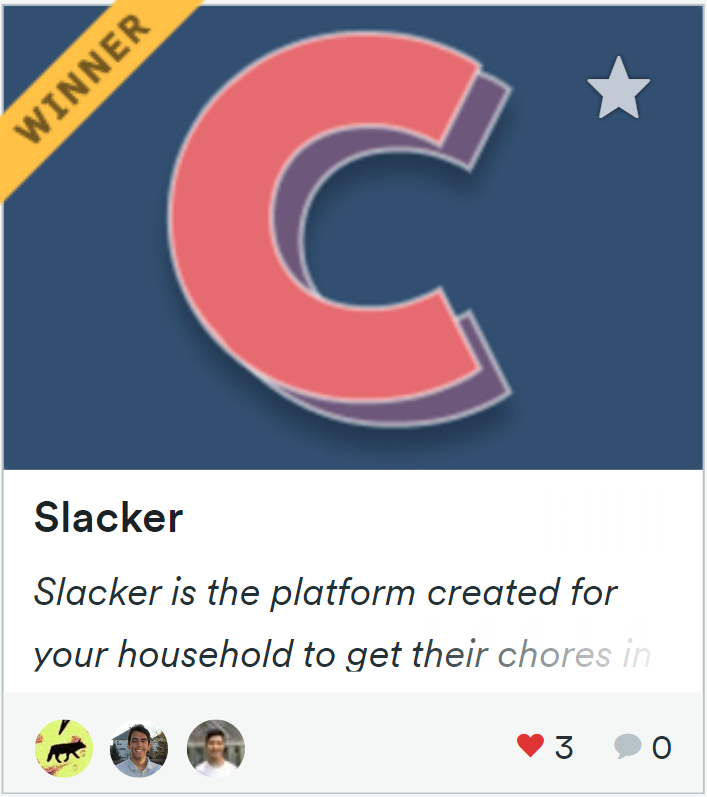 WINNER
C
Slacker
Slacker is the platform created for
your household to get their chores in
3
0